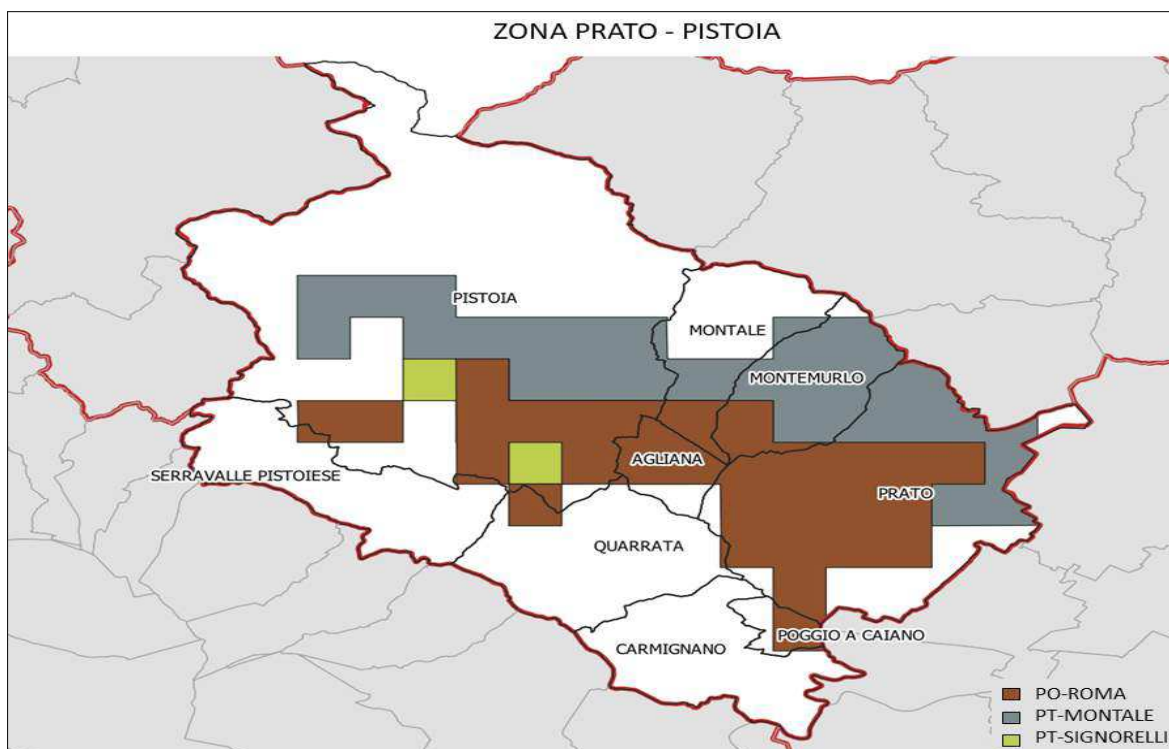 ZONA PRATO - PISTOIA
PISTOIA
MONTALE
MONTEMURLO
AGLIANA
SERRAVALLE PISTOIESE
PRATO
QUARRATA
POGGIO A CAIANO
CARMIGNANO
PO-ROMA
PT-MONTALE
PT-SIGNORELLI